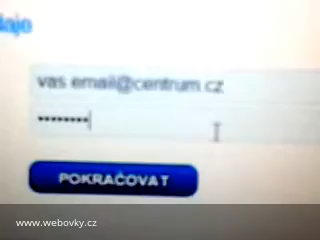 vas email@centrum.cz
••••••••
POKRAČOVAT
www.webovky.cz